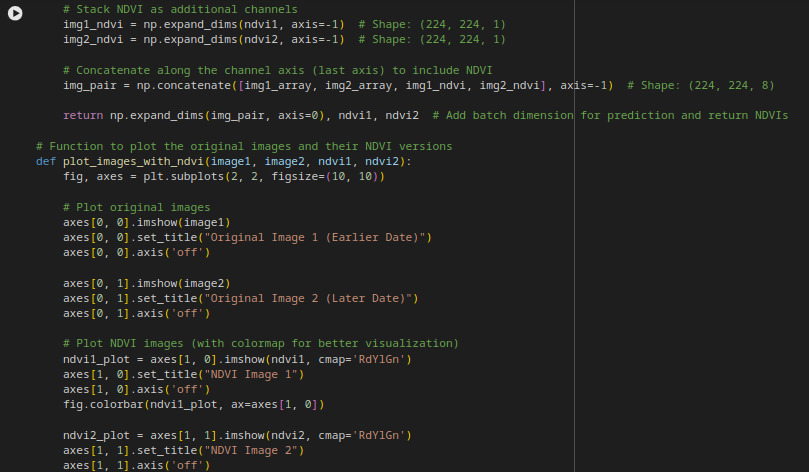 # Stack NDVI as additional channels
img1_ndvi = np.expand_dims(ndvi1, axis=-1)  # Shape: (224, 224, 1)
img2_ndvi = np.expand_dims(ndvi2, axis=-1)  # Shape: (224, 224, 1)
# Concatenate along the channel axis (last axis) to include NDVI
img_pair = np.concatenate([img1_array, img2_array, img1_ndvi, img2_ndvi], axis=-1)  # Shape: (224, 224, 8)
return np.expand_dims(img_pair, axis=0), ndvi1, ndvi2  # Add batch dimension for prediction and return NDVIs
# Function to plot the original images and their NDVI versions
def plot_images_with_ndvi(image1, image2, ndvi1, ndvi2):
fig, axes = plt.subplots(2, 2, figsize=(10, 10))
# Plot original images
axes[0, 0].imshow(image1)
axes[0, 0].set_title("Original Image 1 (Earlier Date)")
axes[0, 0].axis('off')
axes[0, 1].imshow(image2)
axes[0, 1].set_title("Original Image 2 (Later Date)")
axes[0, 1].axis('off')
# Plot NDVI images (with colormap for better visualization)
ndvi1_plot = axes[1, 0].imshow(ndvi1, cmap='RdYlGn')
axes[1, 0].set_title("NDVI Image 1")
axes[1, 0].axis('off')
fig.colorbar(ndvi1_plot, ax=axes[1, 0])
ndvi2_plot = axes[1, 1].imshow(ndvi2, cmap='RdYlGn')
axes[1, 1].set_title("NDVI Image 2")
axes[1, 1].axis('off')